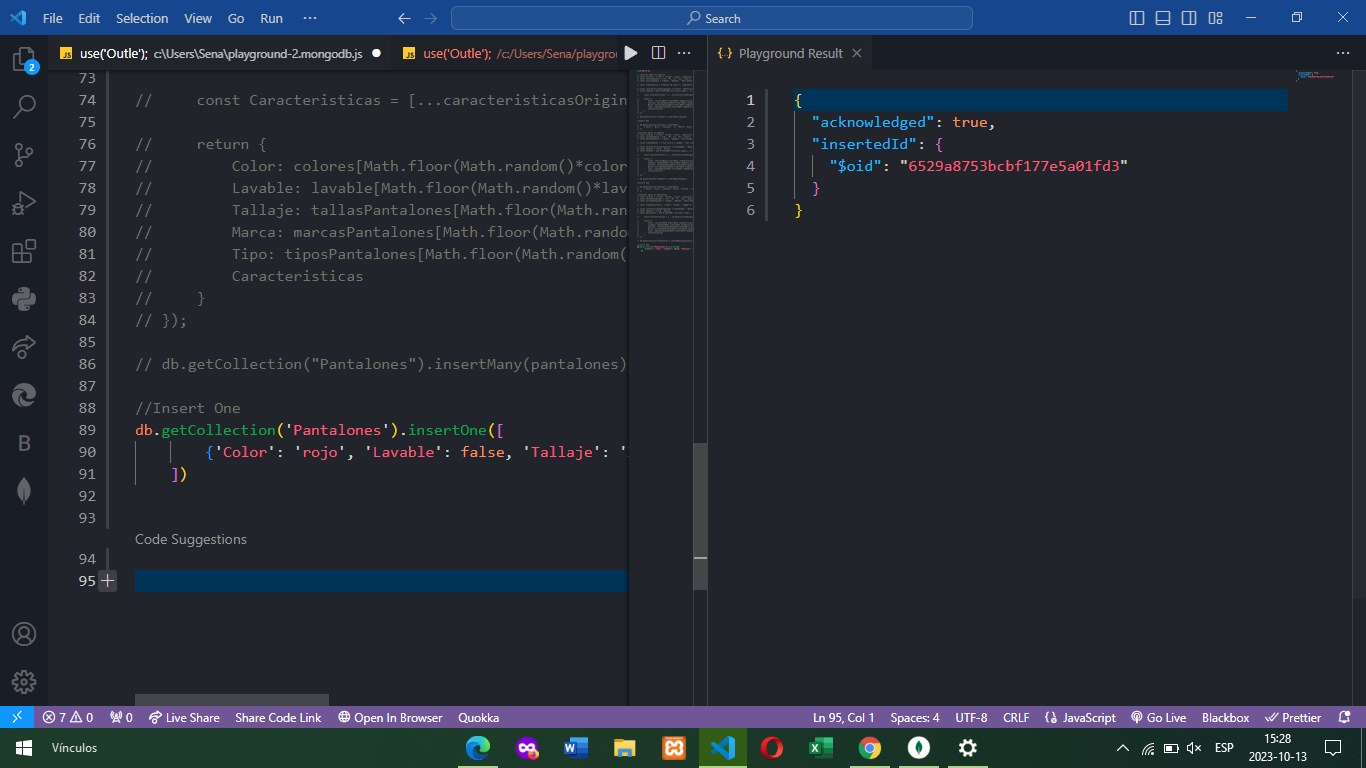 File Edit Selection View Go Run ··· Search
use('Outle'); c:\Users\Sena\playground-2.mongodb.js ● use('Outle'); /c:/Users/Sena/playgrou
Playground Result
73
74 //     const Caracteristicas = [...caracteristicasOrigin
75
76 //     return {
77 //         Color: colores[Math.floor(Math.random()*color
78 //         Lavable: lavable[Math.floor(Math.random()*lav
79 //         Tallaje: tallasPantalones[Math.floor(Math.ran
80 //         Marca: marcasPantalones[Math.floor(Math.rando
81 //         Tipo: tiposPantalones[Math.floor(Math.random(
82 //         Caracteristicas
83 //     }
84 // });
85
86 // db.getCollection("Pantalones").insertMany(pantalones)
87
88 //Insert One
89 db.getCollection('Pantalones').insertOne([
90         {'Color': 'rojo', 'Lavable': false, 'Tallaje': '
91     ])
92
93
Code Suggestions
94
95
1 {
2   "acknowledged": true,
3   "insertedId": {
4     "$oid": "6529a8753bcbf177e5a01fd3"
5   }
6 }
2
B
7 0 0 Live Share Share Code Link Open In Browser Quokka Ln 95, Col 1 Spaces: 4 UTF-8 CRLF JavaScript Go Live Blackbox Prettier
Vínculos ESP 15:28
2023-10-13